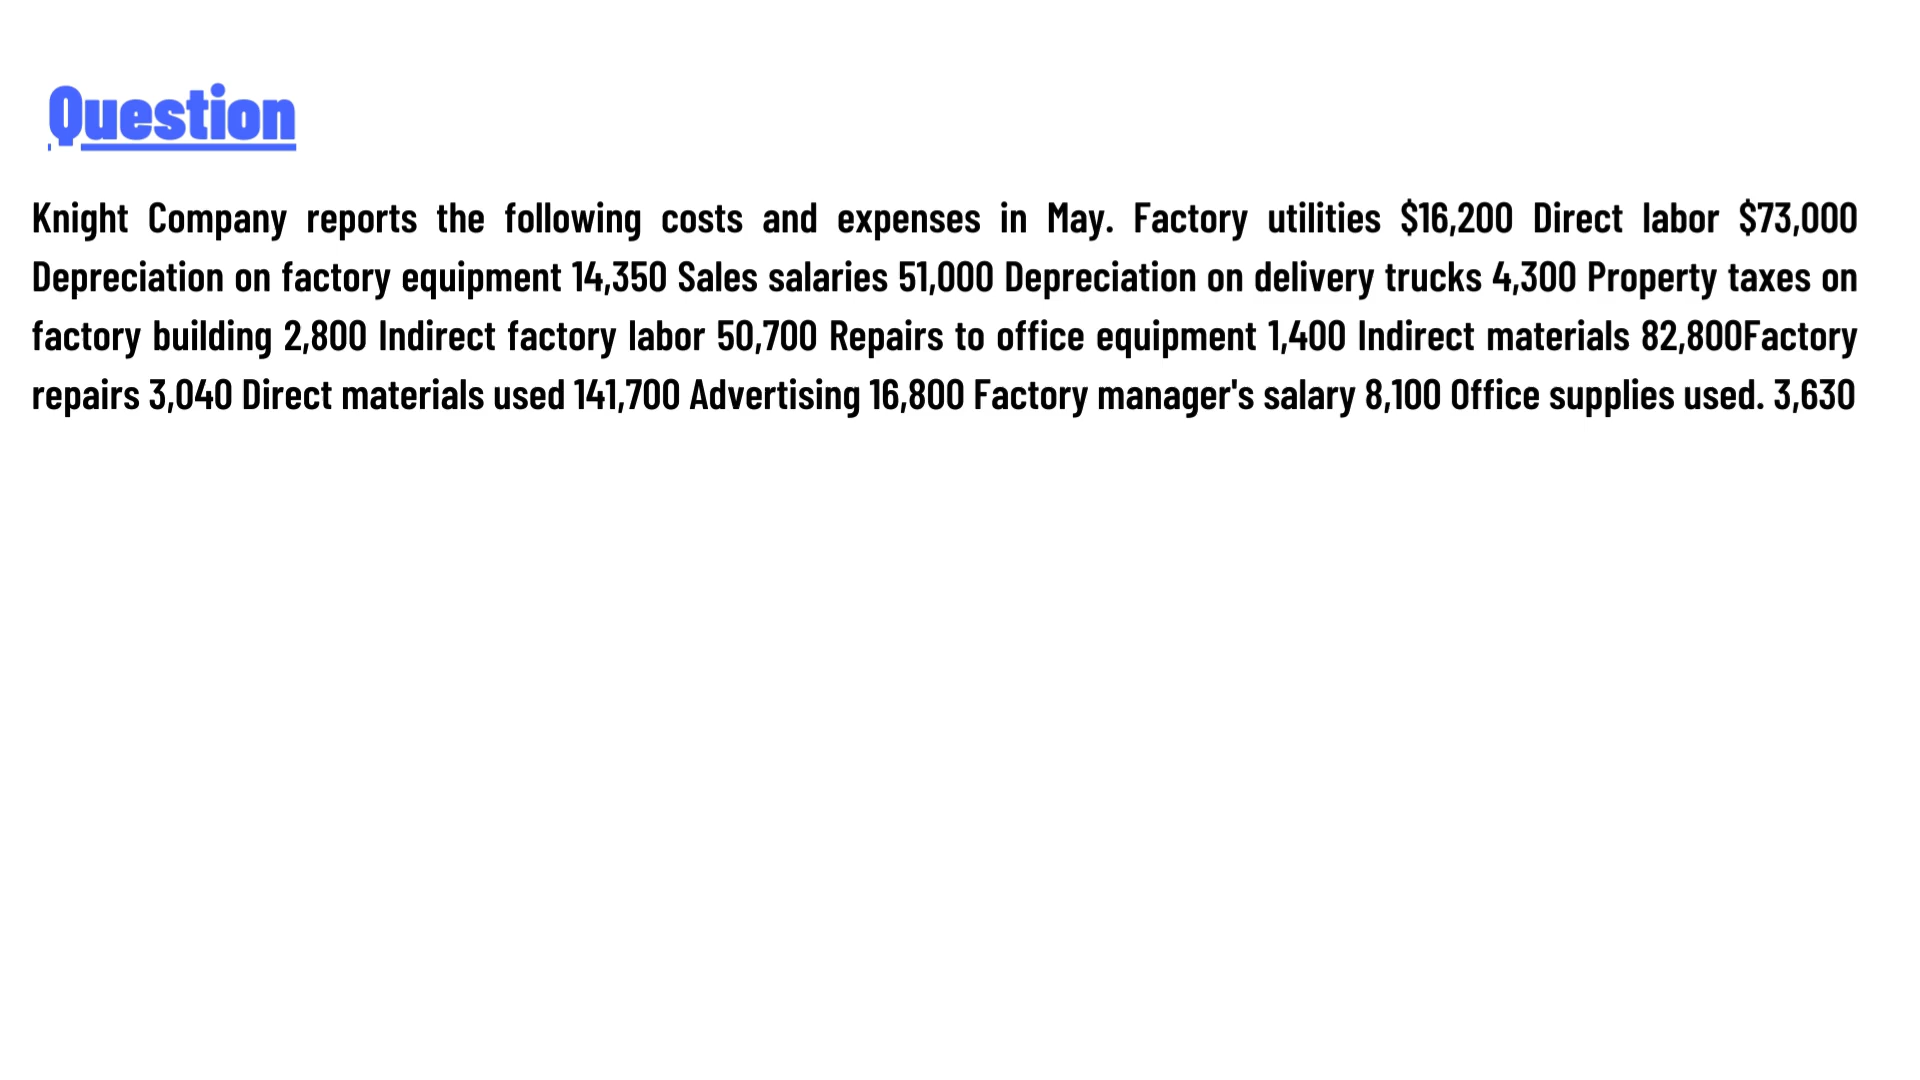 Question
Knight Company reports the following costs and expenses in May. Factory utilities $16,200 Direct labor $73,000
Depreciation on factory equipment 14,350 Sales salaries 51,000 Depreciation on delivery trucks 4,300 Property taxes on
factory building 2,800 Indirect factory labor 50,700 Repairs to office equipment 1,400 Indirect materials 82,800Factory
repairs 3,040 Direct materials used 141,700 Advertising 16,800 Factory manager's salary 8,100 Office supplies used. 3,630